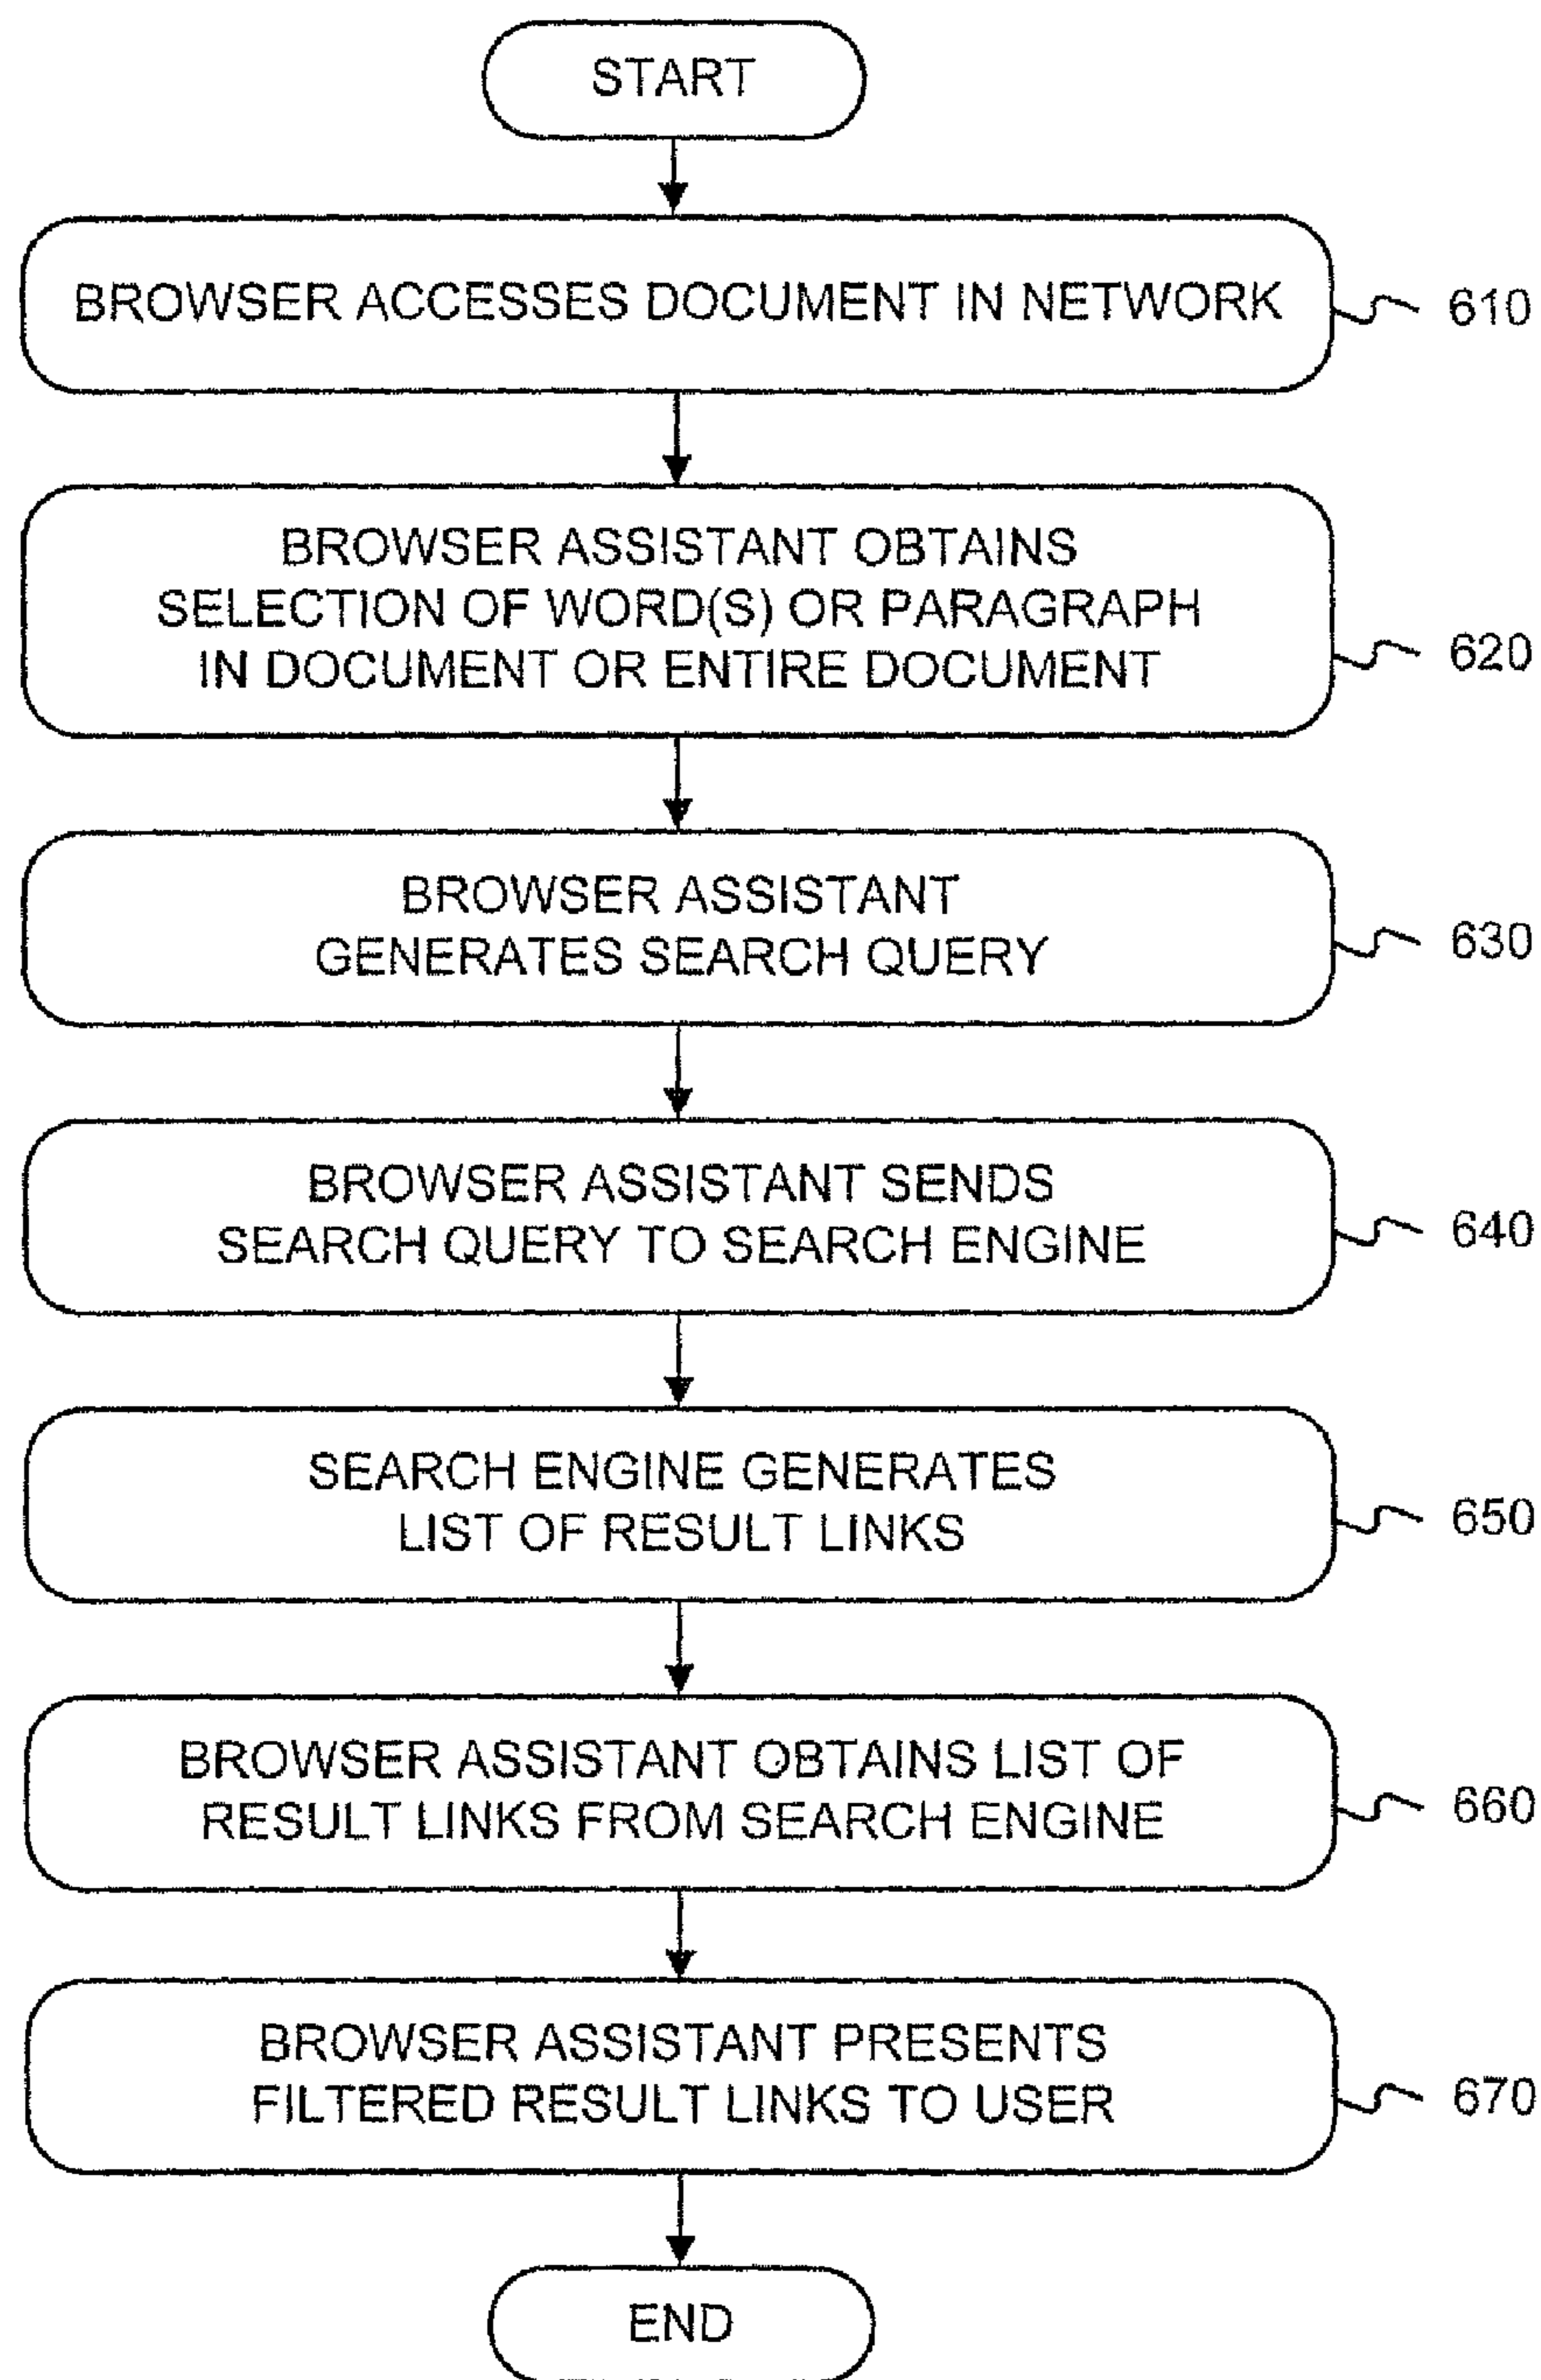 START
BROWSER ACCESSES DOCUMENT IN NETWORK
610
BROWSER ASSISTANT OBTAINS
SELECTION OF WORD(S) OR PARAGRAPH
IN DOCUMENT OR ENTIRE DOCUMENT
620
BROWSER ASSISTANT
GENERATES SEARCH QUERY
630
BROWSER ASSISTANT SENDS
SEARCH QUERY TO SEARCH ENGINE
640
SEARCH ENGINE GENERATES
LIST OF RESULT LINKS
650
BROWSER ASSISTANT OBTAINS LIST OF
RESULT LINKS FROM SEARCH ENGINE
660
BROWSER ASSISTANT PRESENTS
FILTERED RESULT LINKS TO USER
670
END